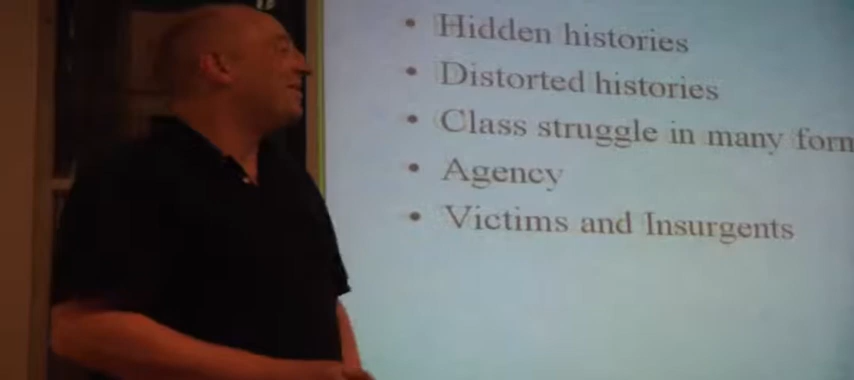 • Hidden histories
• Distorted histories
• Class struggle in many form
• Agency
• Victims and Insurgents